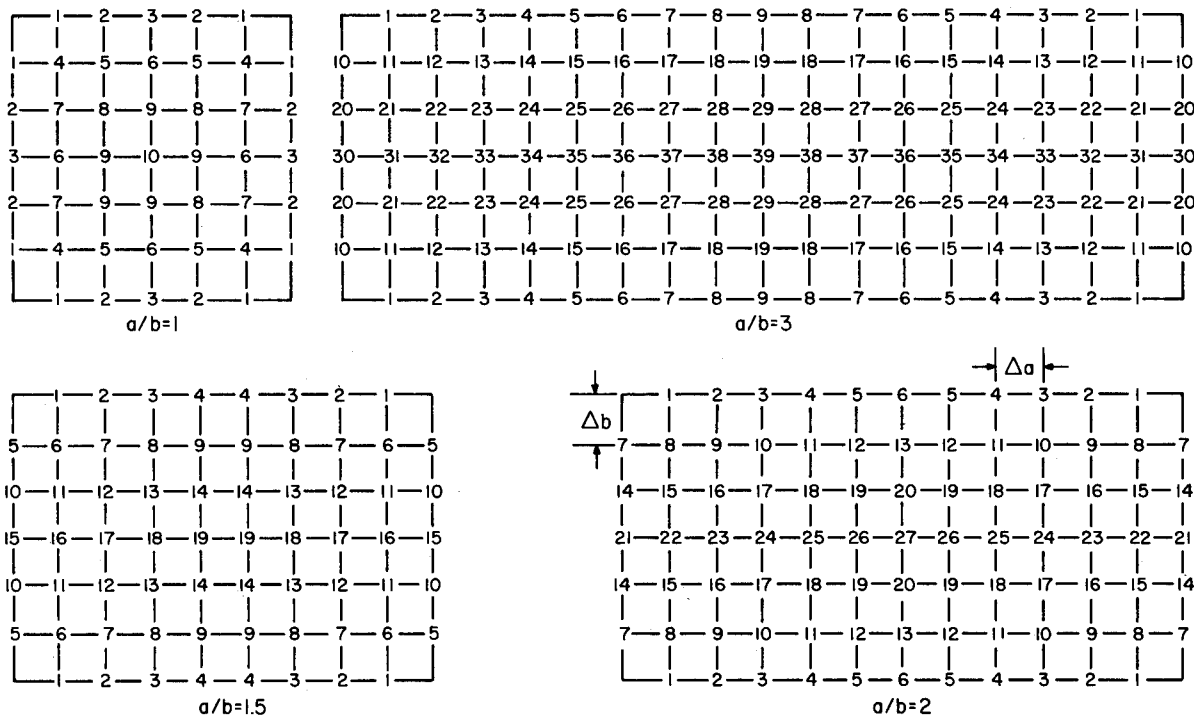 1 2 3 2 1
1 4 5 6 5 4 1
2 7 8 9 8 7 2
3 6 9 10 9 6 3
2 7 9 9 8 7 2
1 4 5 6 5 4 1
1 2 3 2 1
a/b=1
1 2 3 4 5 6 7 8 9 8 7 6 5 4 3 2 1
10 11 12 13 14 15 16 17 18 19 18 17 16 15 14 13 12 11 10
20 21 22 23 24 25 26 27 28 29 28 27 26 25 24 23 22 21 20
30 31 32 33 34 35 36 37 38 39 38 37 36 35 34 33 32 31 30
20 21 22 23 24 25 26 27 28 29 28 27 26 25 24 23 22 21 20
10 11 12 13 14 15 16 17 18 19 18 17 16 15 14 13 12 11 10
1 2 3 4 5 6 7 8 9 8 7 6 5 4 3 2 1
a/b=3
1 2 3 4 4 3 2 1
5 6 7 8 9 9 8 7 6 5
10 11 12 13 14 14 13 12 11 10
15 16 17 18 19 19 18 17 16 15
10 11 12 13 14 14 13 12 11 10
5 6 7 8 9 9 8 7 6 5
1 2 3 4 4 3 2 1
a/b=1.5
Δa
Δb
1 2 3 4 5 6 5 4 3 2 1
7 8 9 10 11 12 13 12 11 10 9 8 7
14 15 16 17 18 19 20 19 18 17 16 15 14
21 22 23 24 25 26 27 26 25 24 23 22 21
14 15 16 17 18 19 20 19 18 17 16 15 14
7 8 9 10 11 12 13 12 11 10 9 8 7
1 2 3 4 5 6 5 4 3 2 1
a/b=2